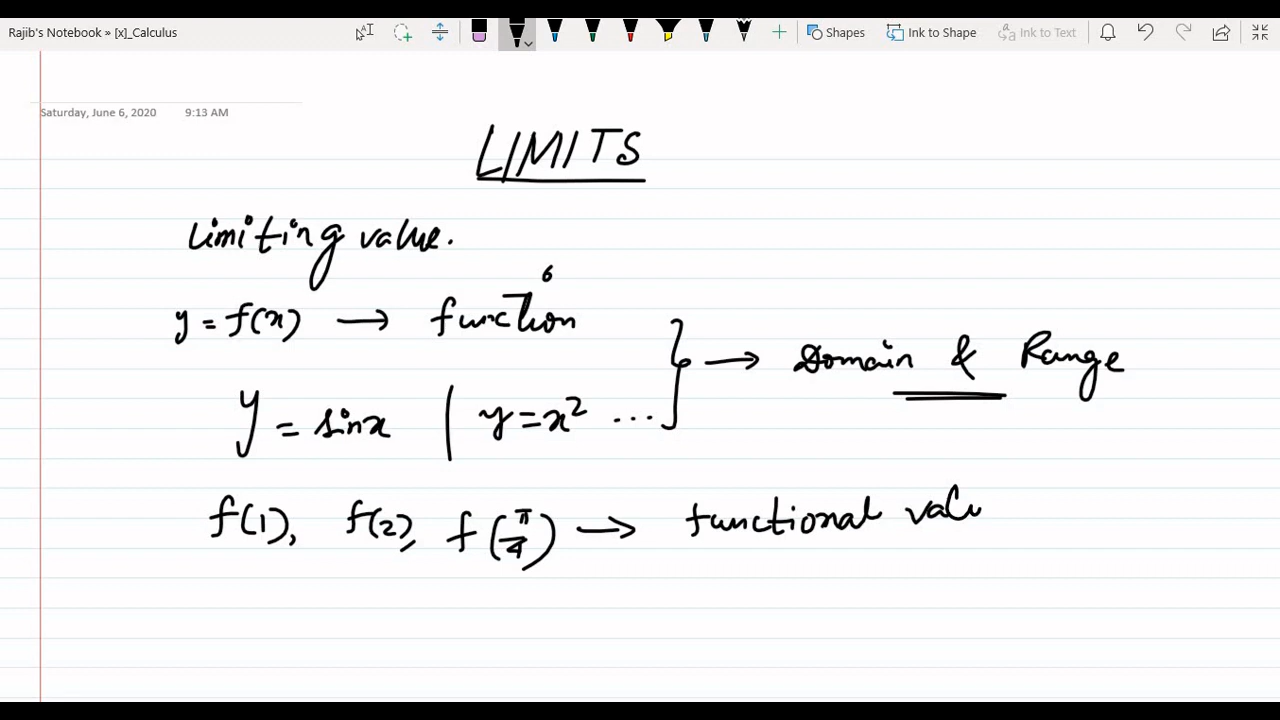 Rajib's Notebook • [x]_Calculus
Shapes
Ink to Shape
Ink to Text
Saturday, June 6, 2020 9:13 AM
LIMITS
Limiting value.
y = f(x) → function
y = sinx | y = x² ... } → Domain & Range
f(1), f(2), f(π/4) → functional valu